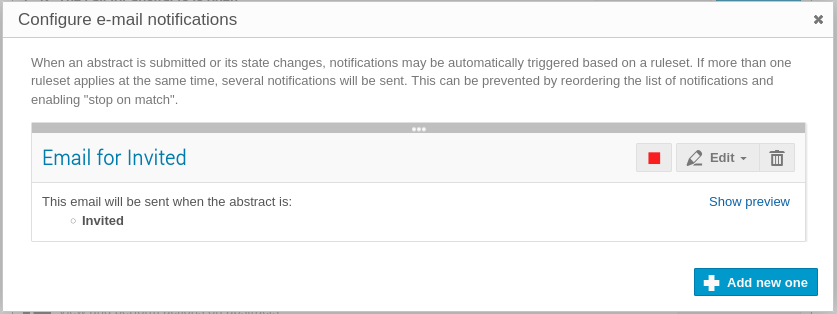 Configure e-mail notifications
When an abstract is submitted or its state changes, notifications may be automatically triggered based on a ruleset. If more than one
ruleset applies at the same time, several notifications will be sent. This can be prevented by reordering the list of notifications and
enabling "stop on match".
Email for Invited
Edit
This email will be sent when the abstract is:
Show preview
Invited
Add new one